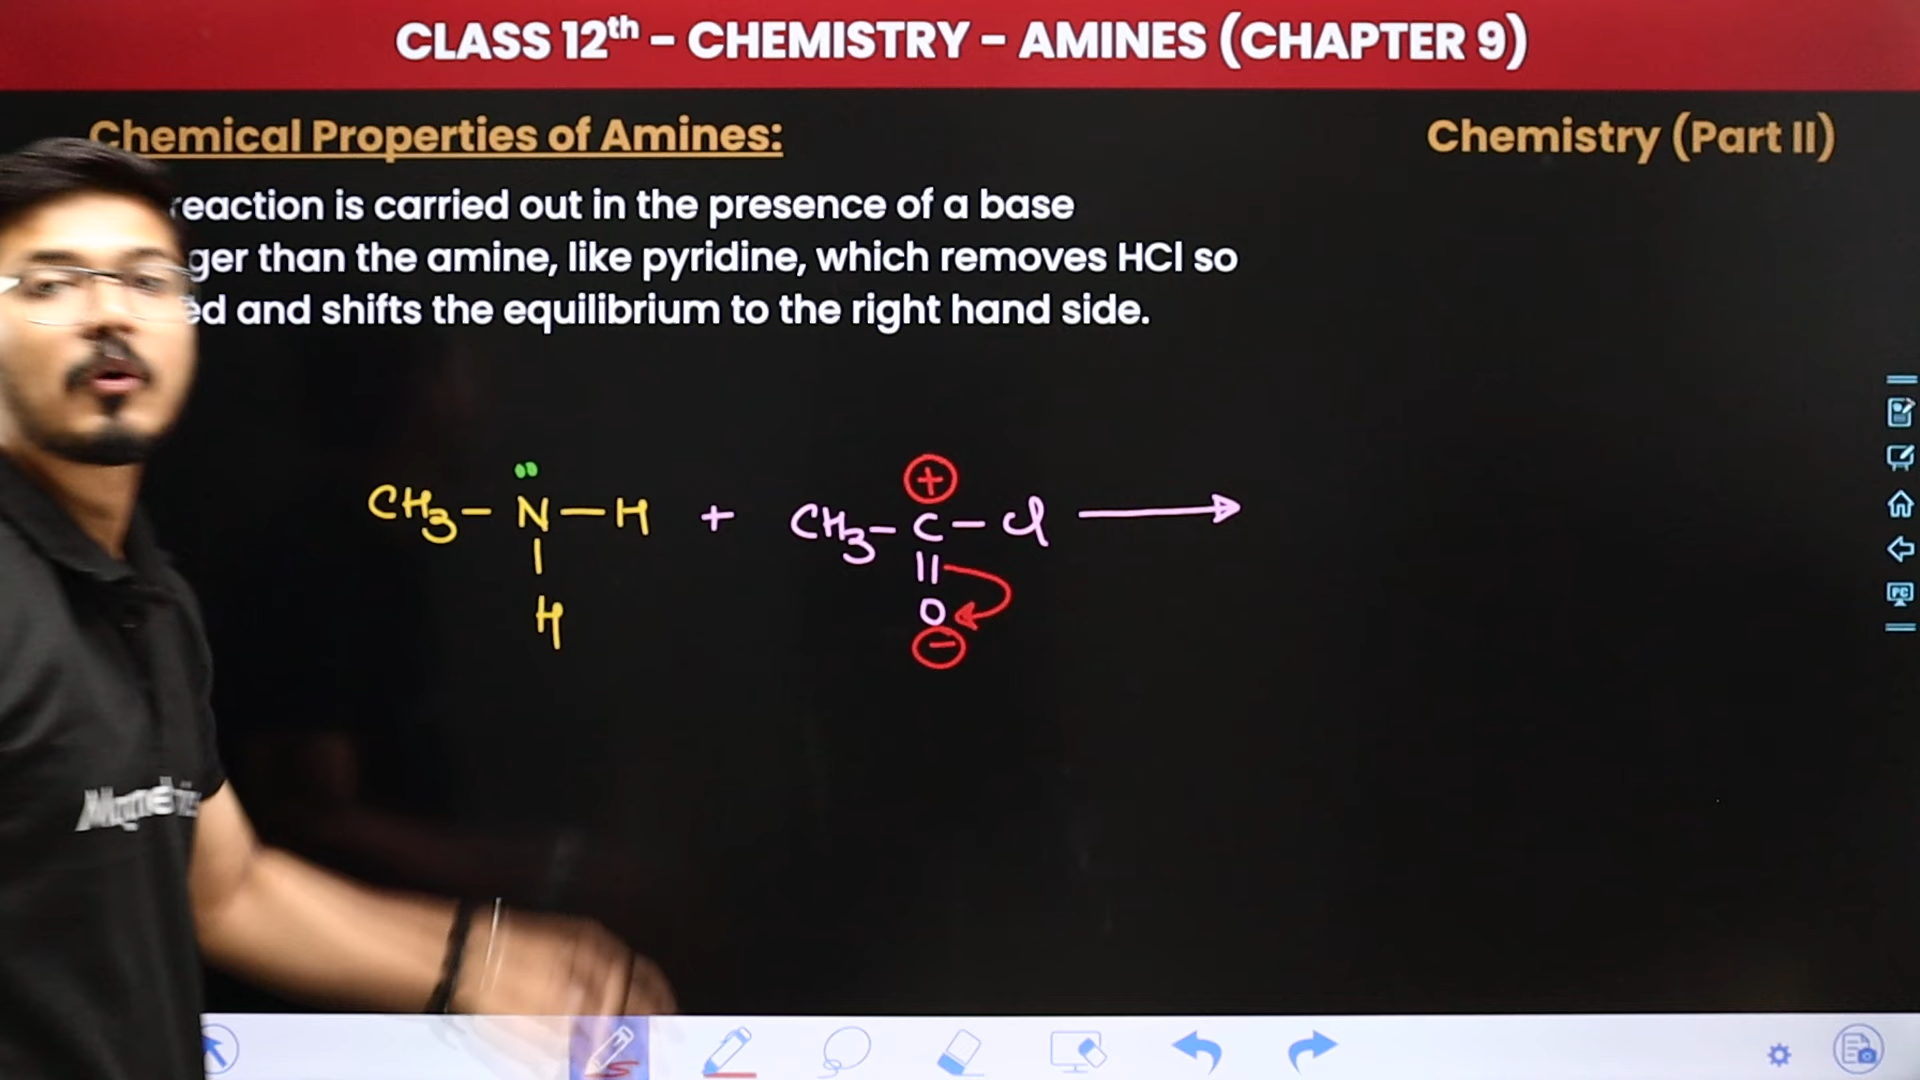 CLASS 12th - CHEMISTRY - AMINES (CHAPTER 9)
Chemical Properties of Amines:
Chemistry (Part II)
reaction is carried out in the presence of a base
ger than the amine, like pyridine, which removes HCl so
ed and shifts the equilibrium to the right hand side.
+
CH3 - N - H + CH3 - C - Cl
H
O
-
PC